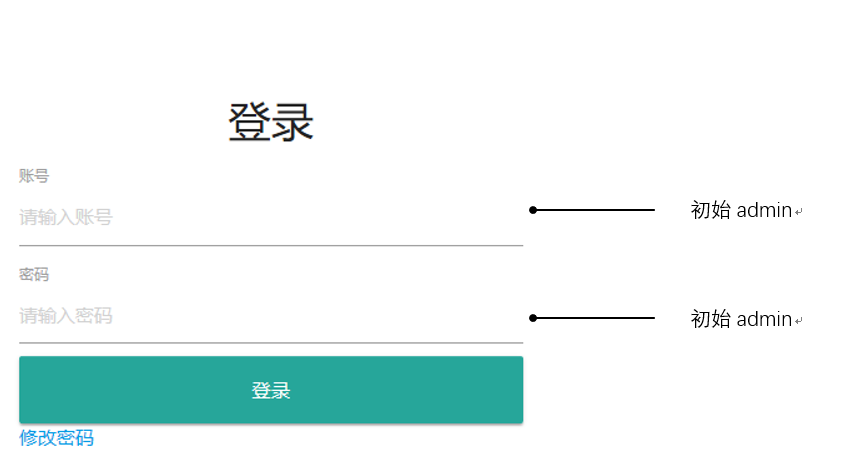 登录
账号
请输入账号
初始 admin
密码
请输入密码
初始 admin
登录
修改密码